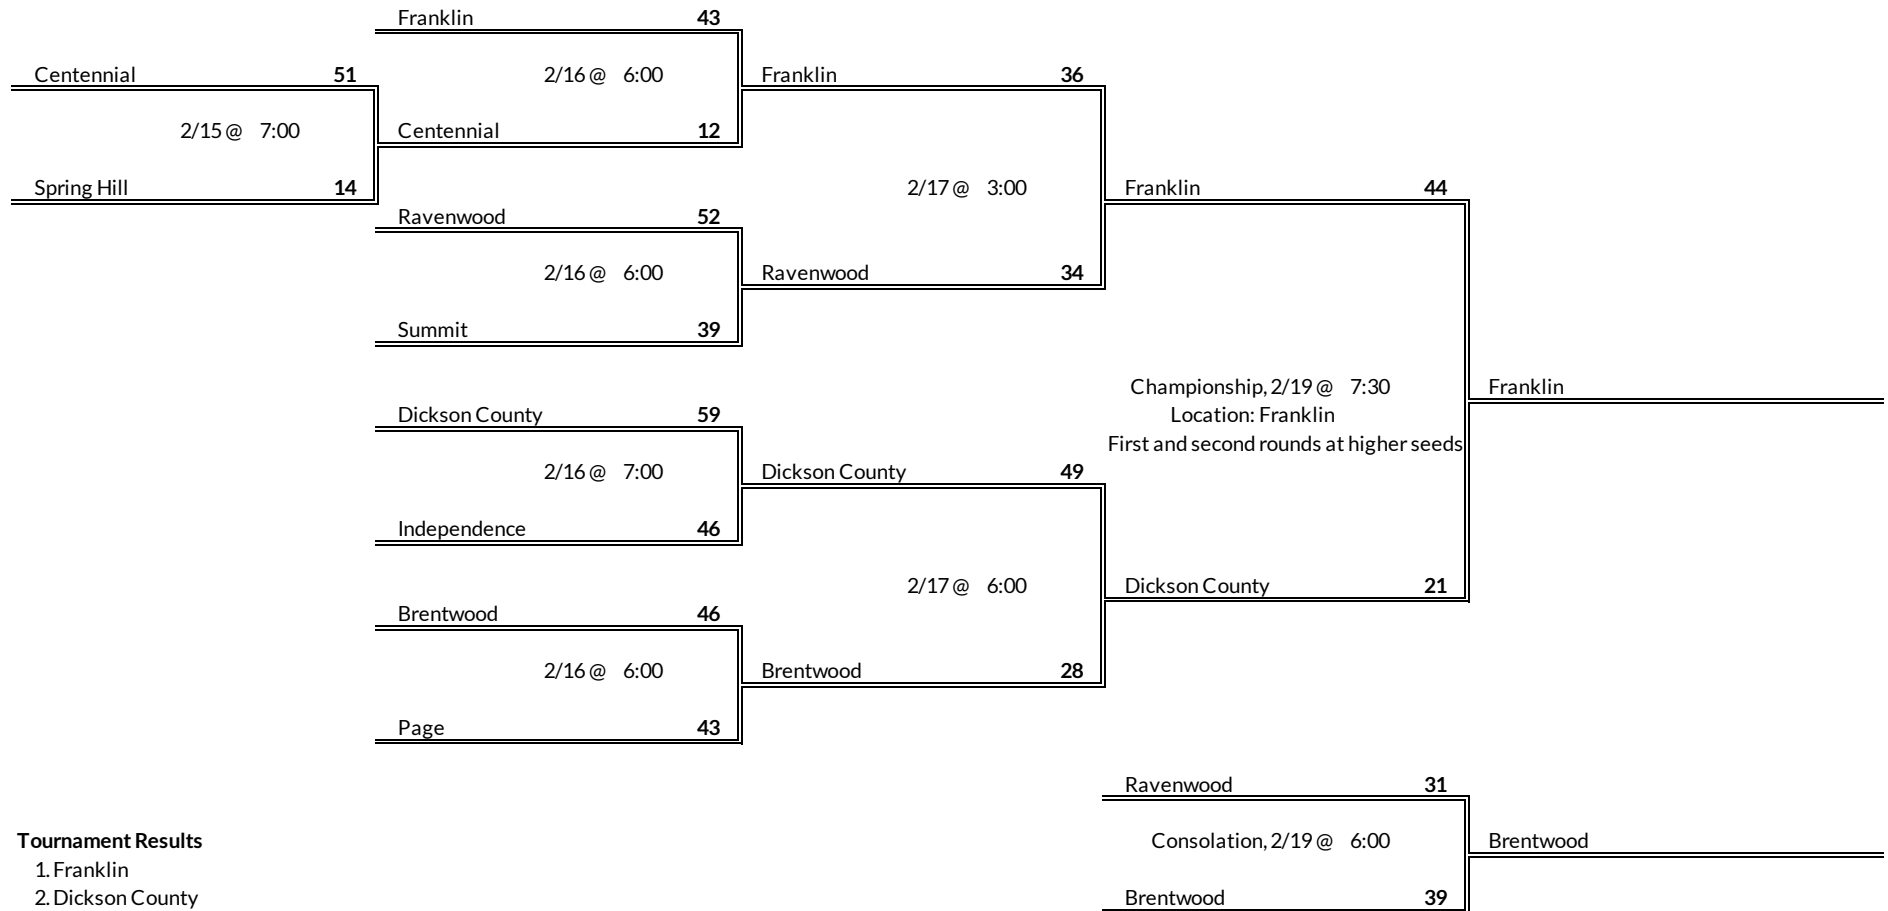 Franklin 43
Centennial 51
2/16 @ 6:00
Franklin 36
2/15 @ 7:00
Centennial 12
Spring Hill 14
2/17 @ 3:00
Franklin 44
Ravenwood 52
2/16 @ 6:00
Ravenwood 34
Summit 39
Championship, 2/19 @ 7:30
Franklin
Dickson County 59
Location: Franklin
First and second rounds at higher seeds
2/16 @ 7:00
Dickson County 49
Independence 46
2/17 @ 6:00
Dickson County 21
Brentwood 46
2/16 @ 6:00
Brentwood 28
Page 43
Ravenwood 31
Tournament Results
Consolation, 2/19 @ 6:00
Brentwood
1. Franklin
2. Dickson County
Brentwood 39